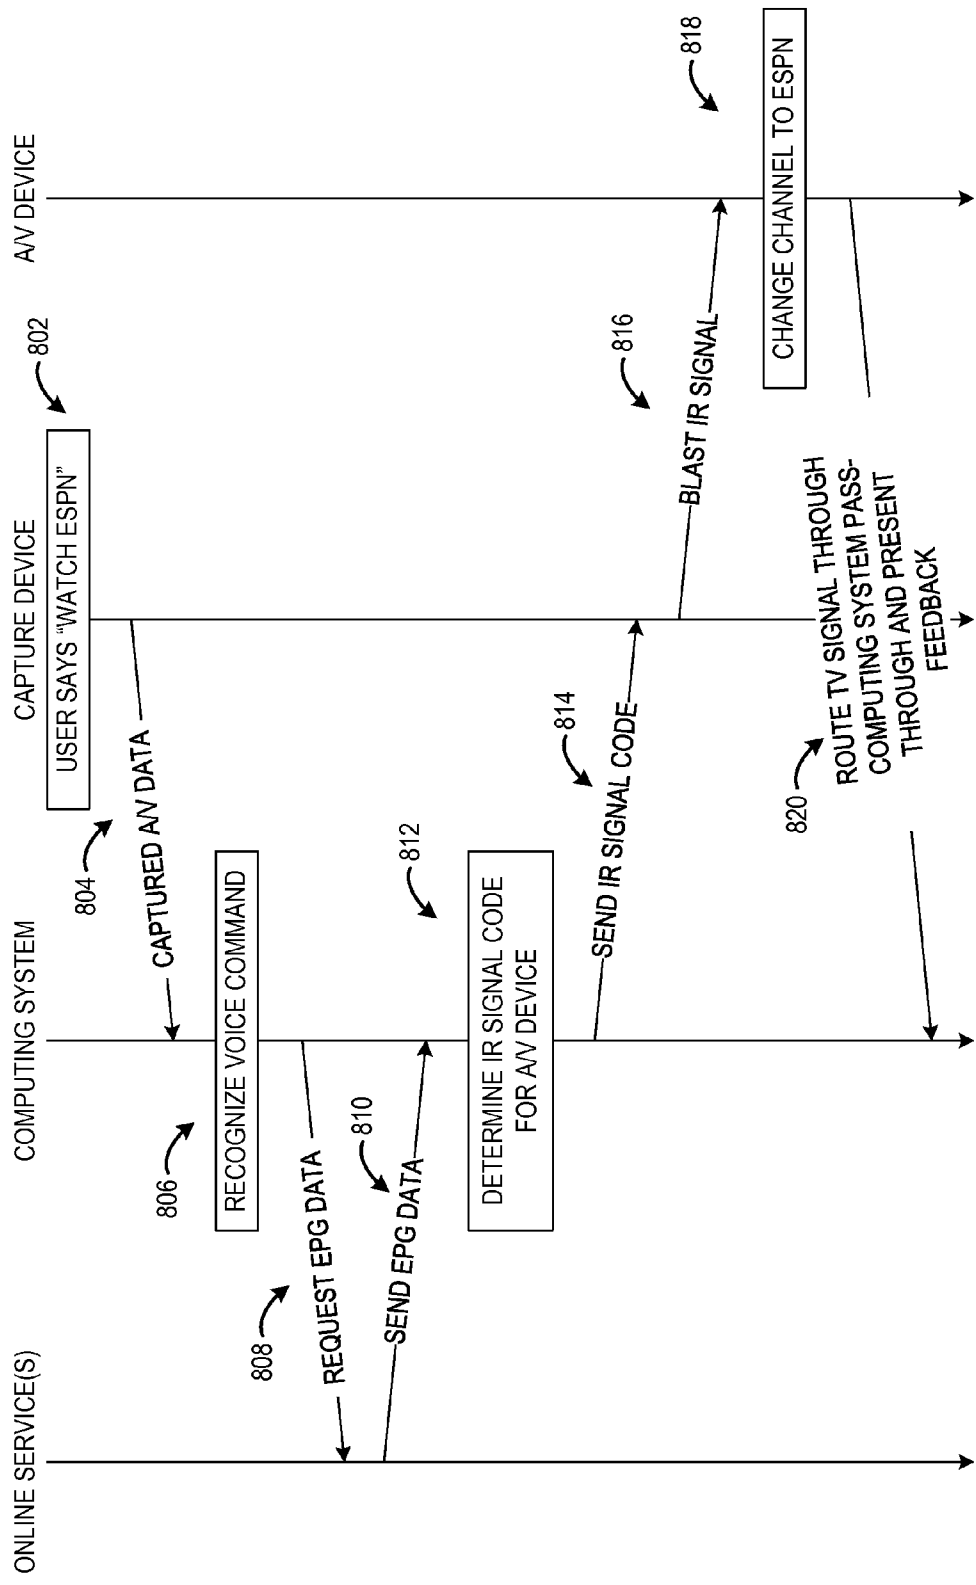 ONLINE SERVICE(S)
COMPUTING SYSTEM
CAPTURE DEVICE
A/V DEVICE
USER SAYS "WATCH ESPN"
802
804
CAPTURED A/V DATA
806
RECOGNIZE VOICE COMMAND
808
REQUEST EPG DATA
810
SEND EPG DATA
812
DETERMINE IR SIGNAL CODE
FOR A/V DEVICE
814
SEND IR SIGNAL CODE
816
BLAST IR SIGNAL
818
CHANGE CHANNEL TO ESPN
820
ROUTE TV SIGNAL THROUGH
COMPUTING SYSTEM PASS-
THROUGH AND PRESENT
FEEDBACK